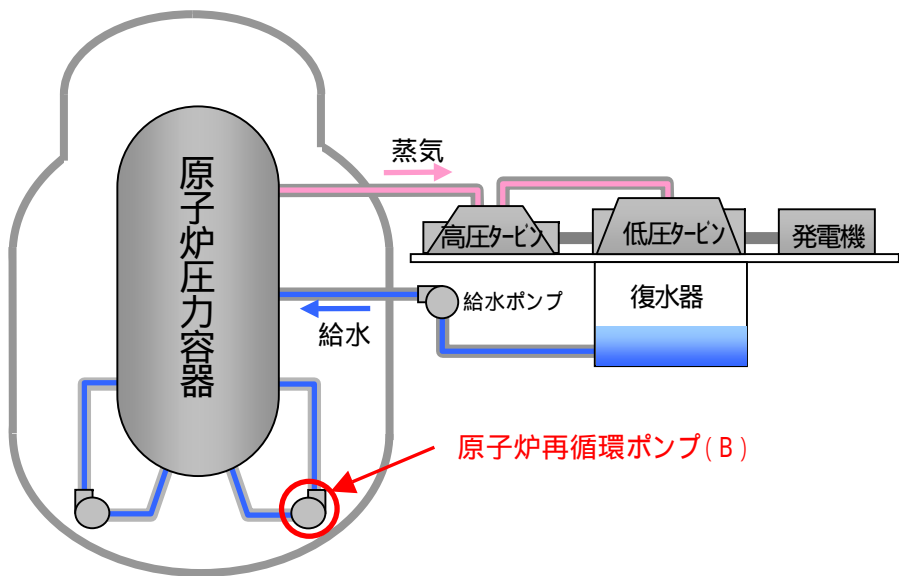 蒸気
原子炉圧力容器
高圧タービン
低圧タービン
発電機
給水ポンプ
復水器
給水
原子炉再循環ポンプ(B)